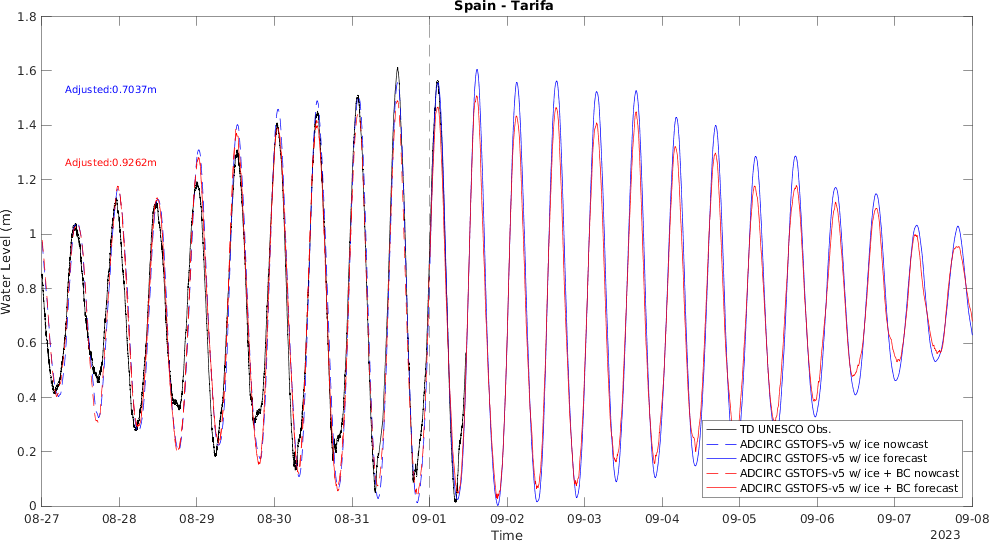 Spain - Tarifa
1.8
1.6
1.4
1.2
1
0.8
0.6
0.4
0.2
0
Water Level (m)
Adjusted:0.7037m
Adjusted:0.9262m
TD UNESCO Obs.
ADCIRC GSTOFS-v5 w/ ice nowcast
ADCIRC GSTOFS-v5 w/ ice forecast
ADCIRC GSTOFS-v5 w/ ice + BC nowcast
ADCIRC GSTOFS-v5 w/ ice + BC forecast
08-27 08-28 08-29 08-30 08-31 09-01 09-02 09-03 09-04 09-05 09-06 09-07 09-08
Time
2023